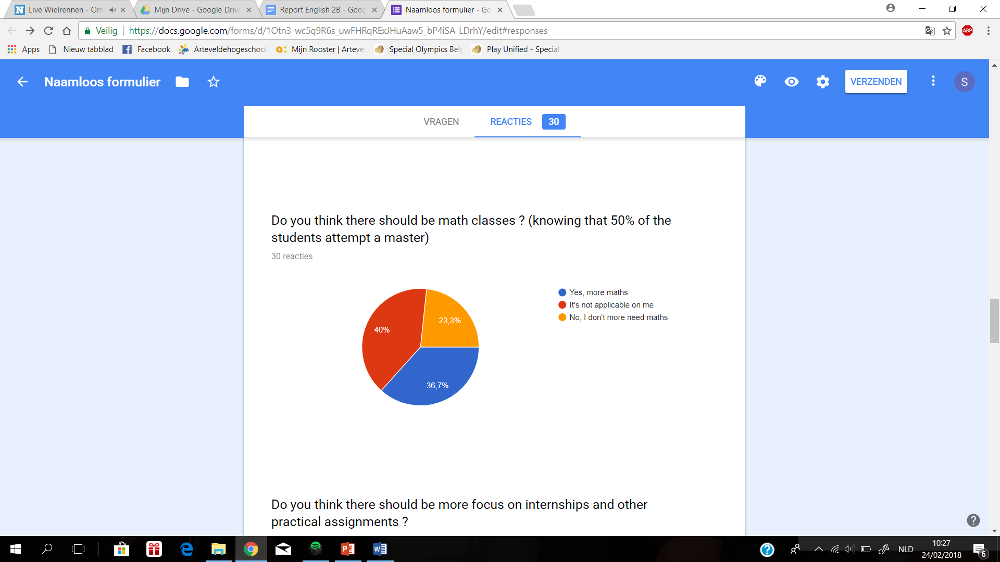 Live Wielrennen - Om
Mijn Drive - Google Drive
Report English 2B - Goog
Naamloos formulier - Go
Veilig
https://docs.google.com/forms/d/1Otn3-wc5q9R6s_uwFHRqRExJHuAaw5_bP4iSA-LDrhY/edit#responses
ABP
Apps
Nieuw tabblad
Facebook
Arteveldehogeschool
Mijn Rooster | Arteve
Special Olympics Belg
Play Unified - Special
Naamloos formulier
VERZENDEN
S
VRAGEN
REACTIES
30
Do you think there should be math classes ? (knowing that 50% of the
students attempt a master)
30 reacties
Yes, more maths
It's not applicable on me
No, I don't more need maths
23,3%
40%
36,7%
Do you think there should be more focus on internships and other
practical assignments ?
NLD
10:27
24/02/2018
6